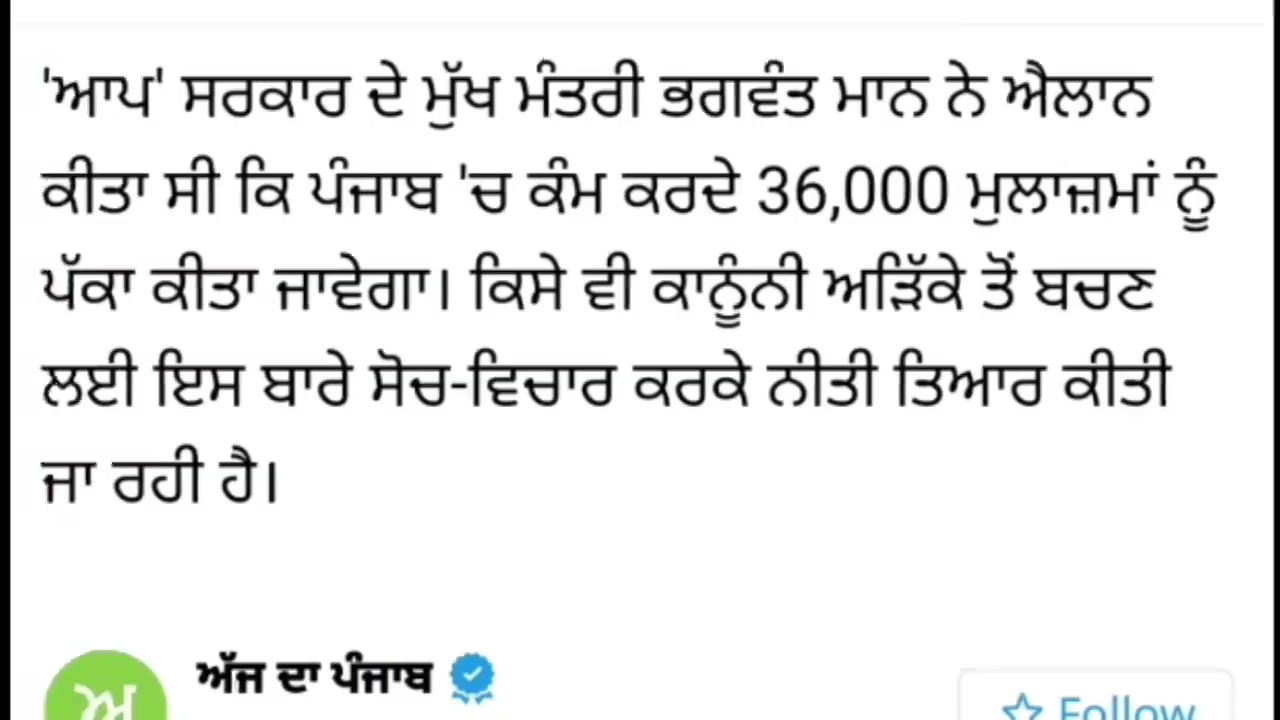 'ਆਪ' ਸਰਕਾਰ ਦੇ ਮੁੱਖ ਮੰਤਰੀ ਭਗਵੰਤ ਮਾਨ ਨੇ ਐਲਾਨ
ਕੀਤਾ ਸੀ ਕਿ ਪੰਜਾਬ 'ਚ ਕੰਮ ਕਰਦੇ 36,000 ਮੁਲਾਜ਼ਮਾਂ ਨੂੰ
ਪੱਕਾ ਕੀਤਾ ਜਾਵੇਗਾ। ਕਿਸੇ ਵੀ ਕਾਨੂੰਨੀ ਅੜਿੱਕੇ ਤੋਂ ਬਚਣ
ਲਈ ਇਸ ਬਾਰੇ ਸੋਚ-ਵਿਚਾਰ ਕਰਕੇ ਨੀਤੀ ਤਿਆਰ ਕੀਤੀ
ਜਾ ਰਹੀ ਹੈ।
ਅੱਜ ਦਾ ਪੰਜਾਬ
ਅ
Follow